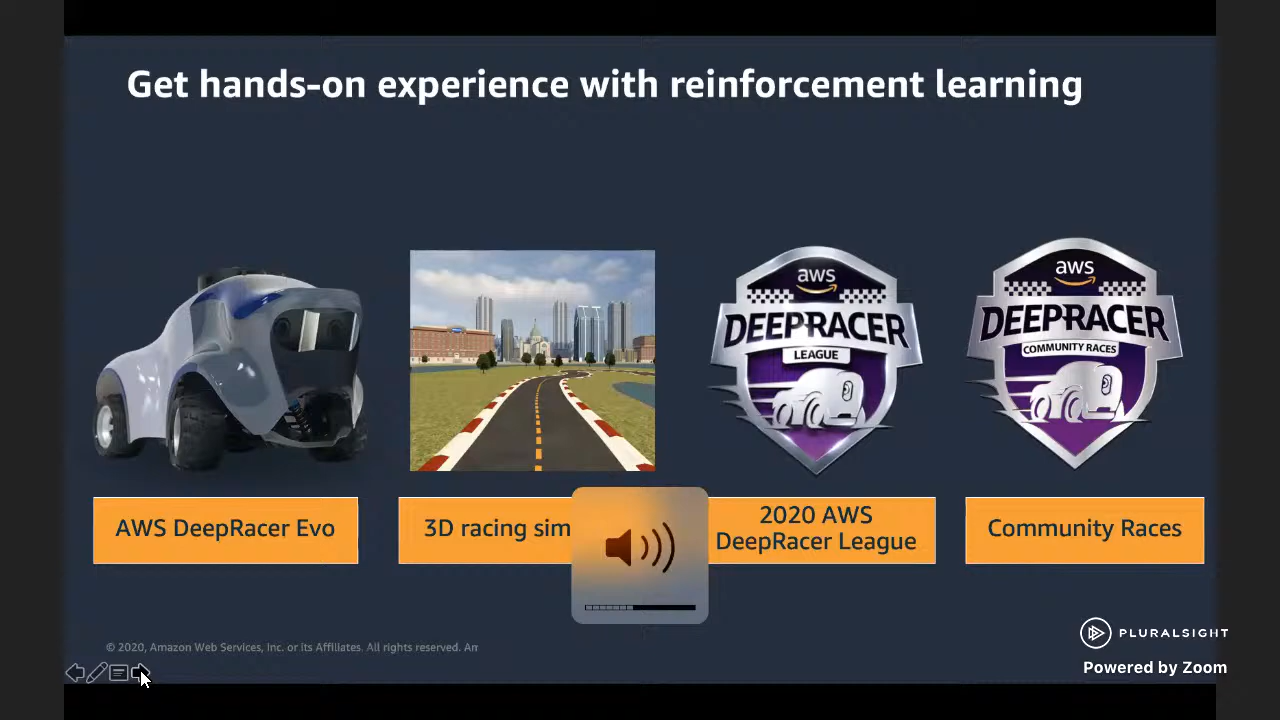 Get hands-on experience with reinforcement learning
aws
DEEPRACER
LEAGUE
aws
DEEPRACER
COMMUNITY RACES
AWS DeepRacer Evo
3D racing sim
2020 AWS
DeepRacer League
Community Races
© 2020, Amazon Web Services, Inc. or its Affiliates. All rights reserved. Am
PLURALSIGHT
Powered by Zoom